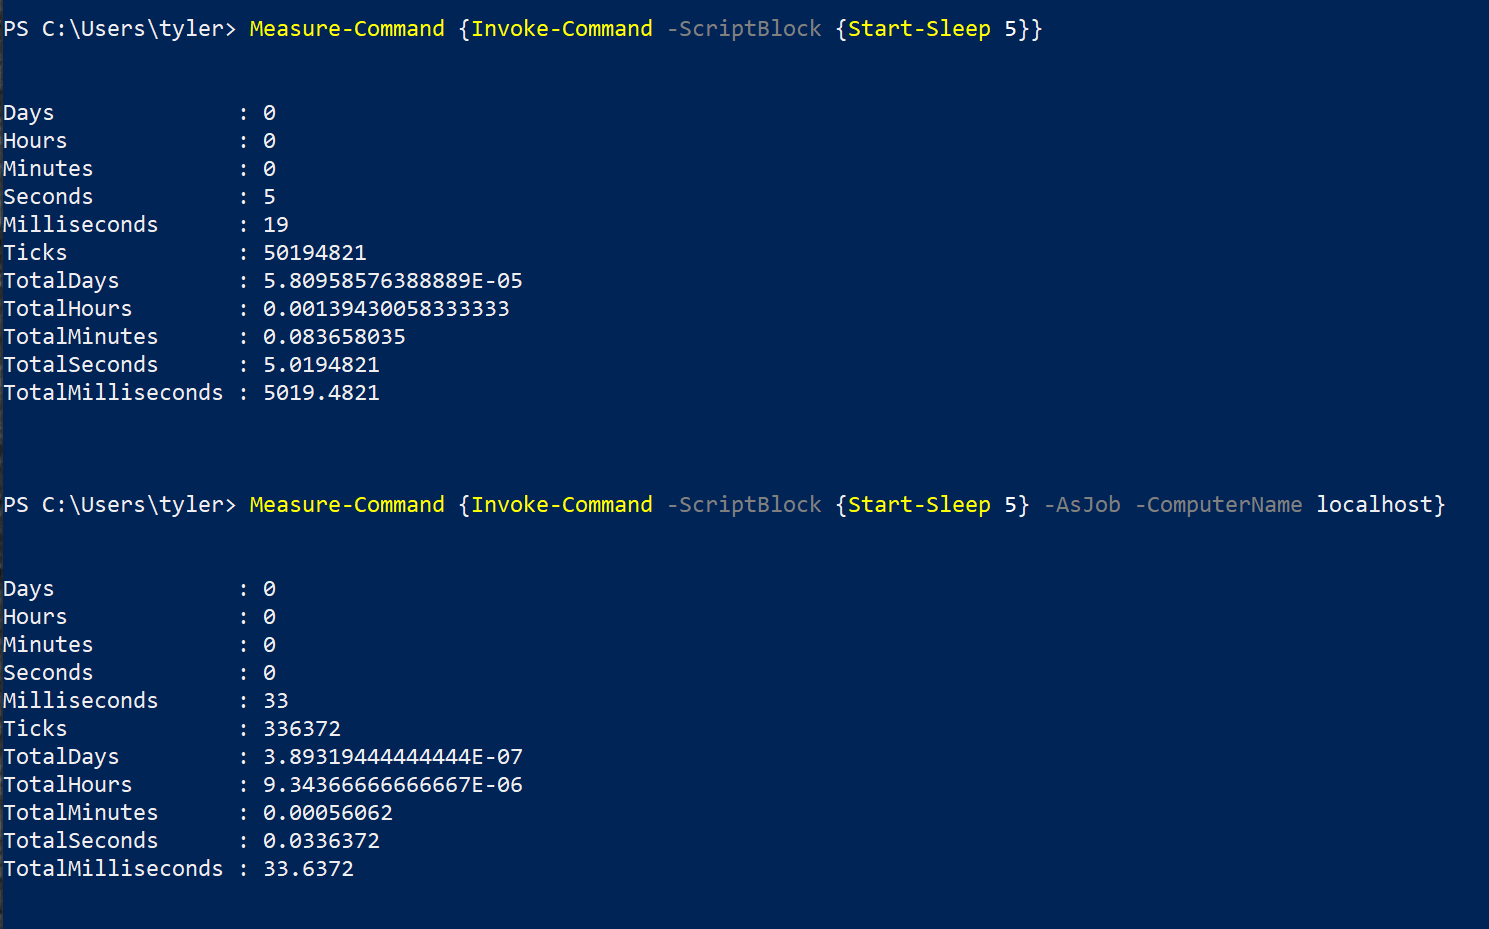 PS C:\Users\tyler> Measure-Command {Invoke-Command -ScriptBlock {Start-Sleep 5}}
Days              : 0
Hours             : 0
Minutes           : 0
Seconds           : 5
Milliseconds      : 19
Ticks             : 50194821
TotalDays         : 5.80958576388889E-05
TotalHours        : 0.00139430058333333
TotalMinutes      : 0.083658035
TotalSeconds      : 5.0194821
TotalMilliseconds : 5019.4821
PS C:\Users\tyler> Measure-Command {Invoke-Command -ScriptBlock {Start-Sleep 5} -AsJob -ComputerName localhost}
Days              : 0
Hours             : 0
Minutes           : 0
Seconds           : 0
Milliseconds      : 33
Ticks             : 336372
TotalDays         : 3.89319444444444E-07
TotalHours        : 9.34366666666667E-06
TotalMinutes      : 0.00056062
TotalSeconds      : 0.0336372
TotalMilliseconds : 33.6372